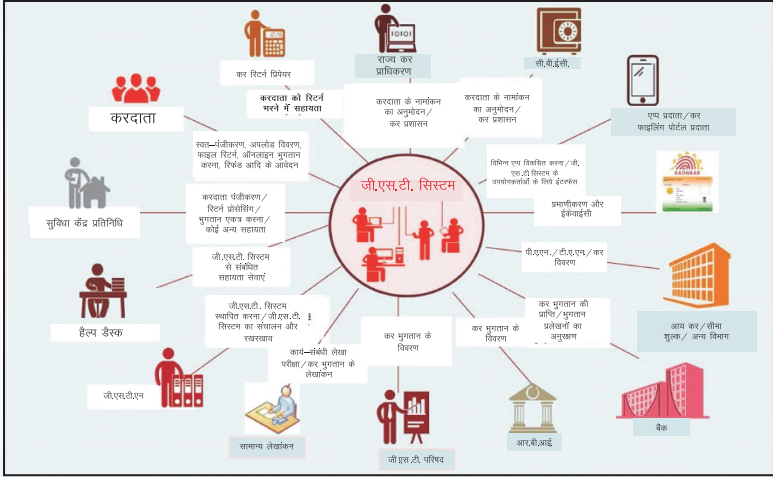 कर रिटर्न प्रिपेयर
राज्य कर
प्राधिकरण
सी.बी.ई.सी.
एप्प प्रदाता/कर
फाइलिंग पोर्टल प्रदाता
करदाता
करदाता को रिटर्न
भरने में सहायता
करदाता के नामांकन
का अनुमोदन/
कर प्रशासन
करदाता के नामांकन
का अनुमोदन/
कर प्रशासन
स्वत–पंजीकरण, अपलोड विवरण,
फाइल रिटर्न, ऑनलाइन भुगतान
करना, रिफंड आदि के आवेदन
विभिन्न एप्प विकसित करना/जी.
एस.टी सिस्टम के
उपयोगकर्ताओं के लिये इंटरफेस
जी.एस.टी. सिस्टम
AADHAAR
प्रमाणीकरण और
ईकेवाईसी
सुविधा केंद्र प्रतिनिधि
करदाता पंजीकरण/
रिटर्न प्रोसेसिंग/
भुगतान एकत्र करना/
कोई अन्य सहायता
पी.ए.एन./टी.ए.एन./कर
विवरण
आय कर/सीमा
शुल्क/अन्य विभाग
जी.एस.टी. सिस्टम
से संबंधित
सहायता सेवाएं
हैल्प डैस्क
जी.एस.टी. सिस्टम
स्थापित करना/जी.एस.टी.
सिस्टम का संचालन और
रखरखाव
जी.एस.टी.एन
कार्य–संबंधी लेखा
परीक्षा/कर भुगतान के
लेखांकन
सामान्य लेखांकन
कर भुगतान के
विवरण
जी.एस.टी. परिषद
कर भुगतान के
विवरण
आर.बी.आई.
कर भुगतान की
प्राप्ति/भुगतान
प्रलेखनों का
अनुरक्षण
बैंक